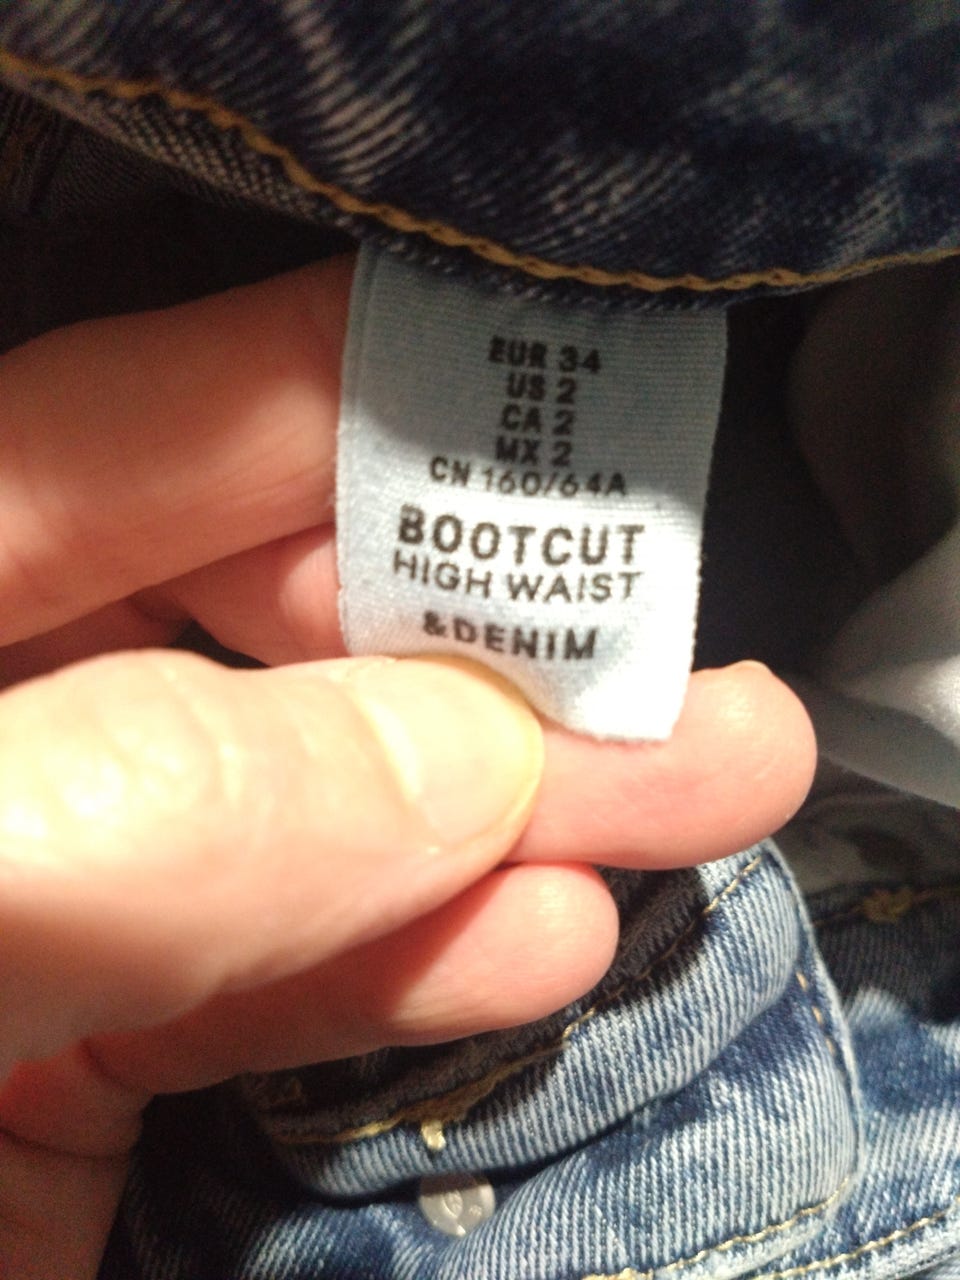 EUR 34
US 2
CA 2
MX 2
CN 160/64A
BOOTCUT
HIGH WAIST
&DENIM